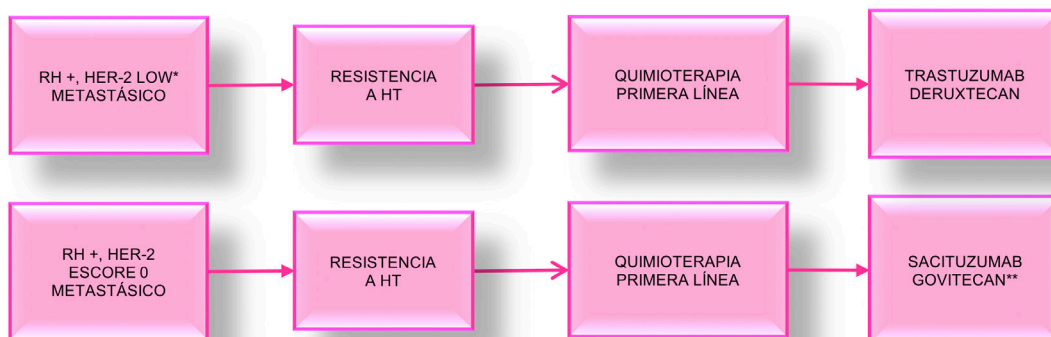 RH +, HER-2 LOW*
METASTÁSICO
RESISTENCIA
A HT
QUIMIOTERAPIA
PRIMERA LÍNEA
TRASTUZUMAB
DERUXTECAN
RH +, HER-2
ESCORE 0
METASTÁSICO
RESISTENCIA
A HT
QUIMIOTERAPIA
PRIMERA LÍNEA
SACITUZUMAB
GOVITECAN**